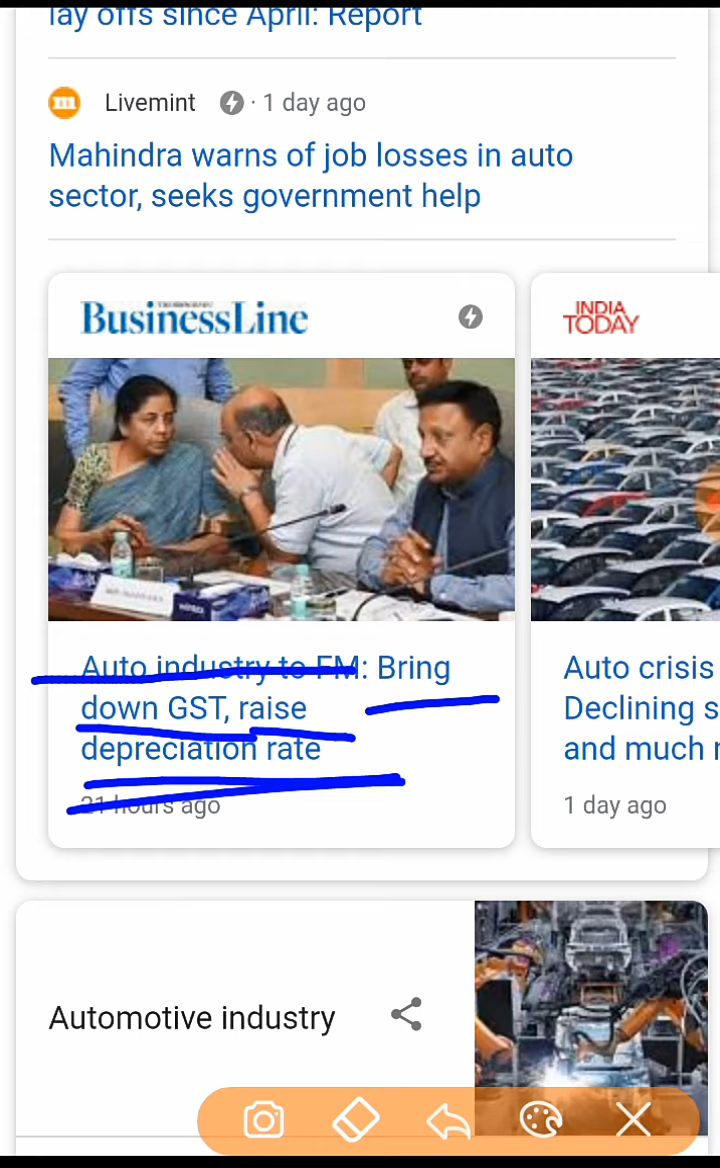 lay offs since April: Report
Livemint · 1 day ago
Mahindra warns of job losses in auto
sector, seeks government help
BusinessLine
INDIA
TODAY
Auto industry to FM: Bring
down GST, raise
depreciation rate
21 hours ago
Auto crisis
Declining s
and much
1 day ago
Automotive industry